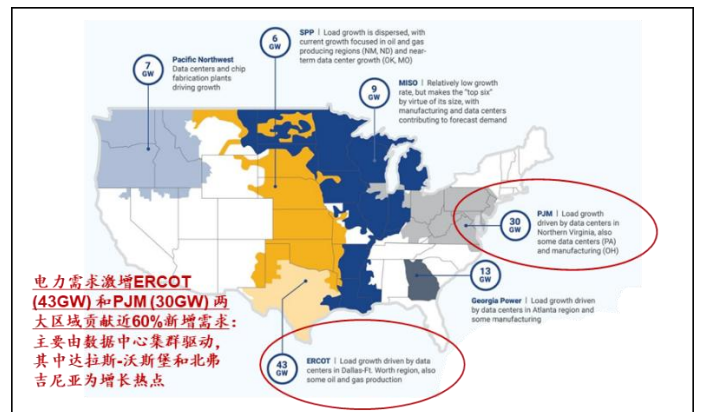 6
GW
SPP | Load growth is dispersed, with
current growth focused in oil and gas
producing regions (NM, ND) and near-
term data center growth (OK, MO)
7
GW
Pacific Northwest
Data centers and chip
fabrication plants
driving growth
9
GW
MISO | Relatively low growth
rate, but makes the "top six"
by virtue of its size, with
manufacturing and data centers
contributing to forecast demand
30
GW
PJM | Load growth
driven by data centers in
Northern Virginia, also
some data centers (PA)
and manufacturing (OH)
13
GW
Georgia Power | Load growth driven
by data centers in Atlanta region and
some manufacturing
电力需求激增ERCOT
(43GW) 和PJM (30GW) 两
大区域贡献近60%新增需求：
主要由数据中心集群驱动，
其中达拉斯-沃斯堡和北弗
吉尼亚为增长热点
43
GW
ERCOT | Load growth driven by data
centers in Dallas-Ft. Worth region, also
some oil and gas production